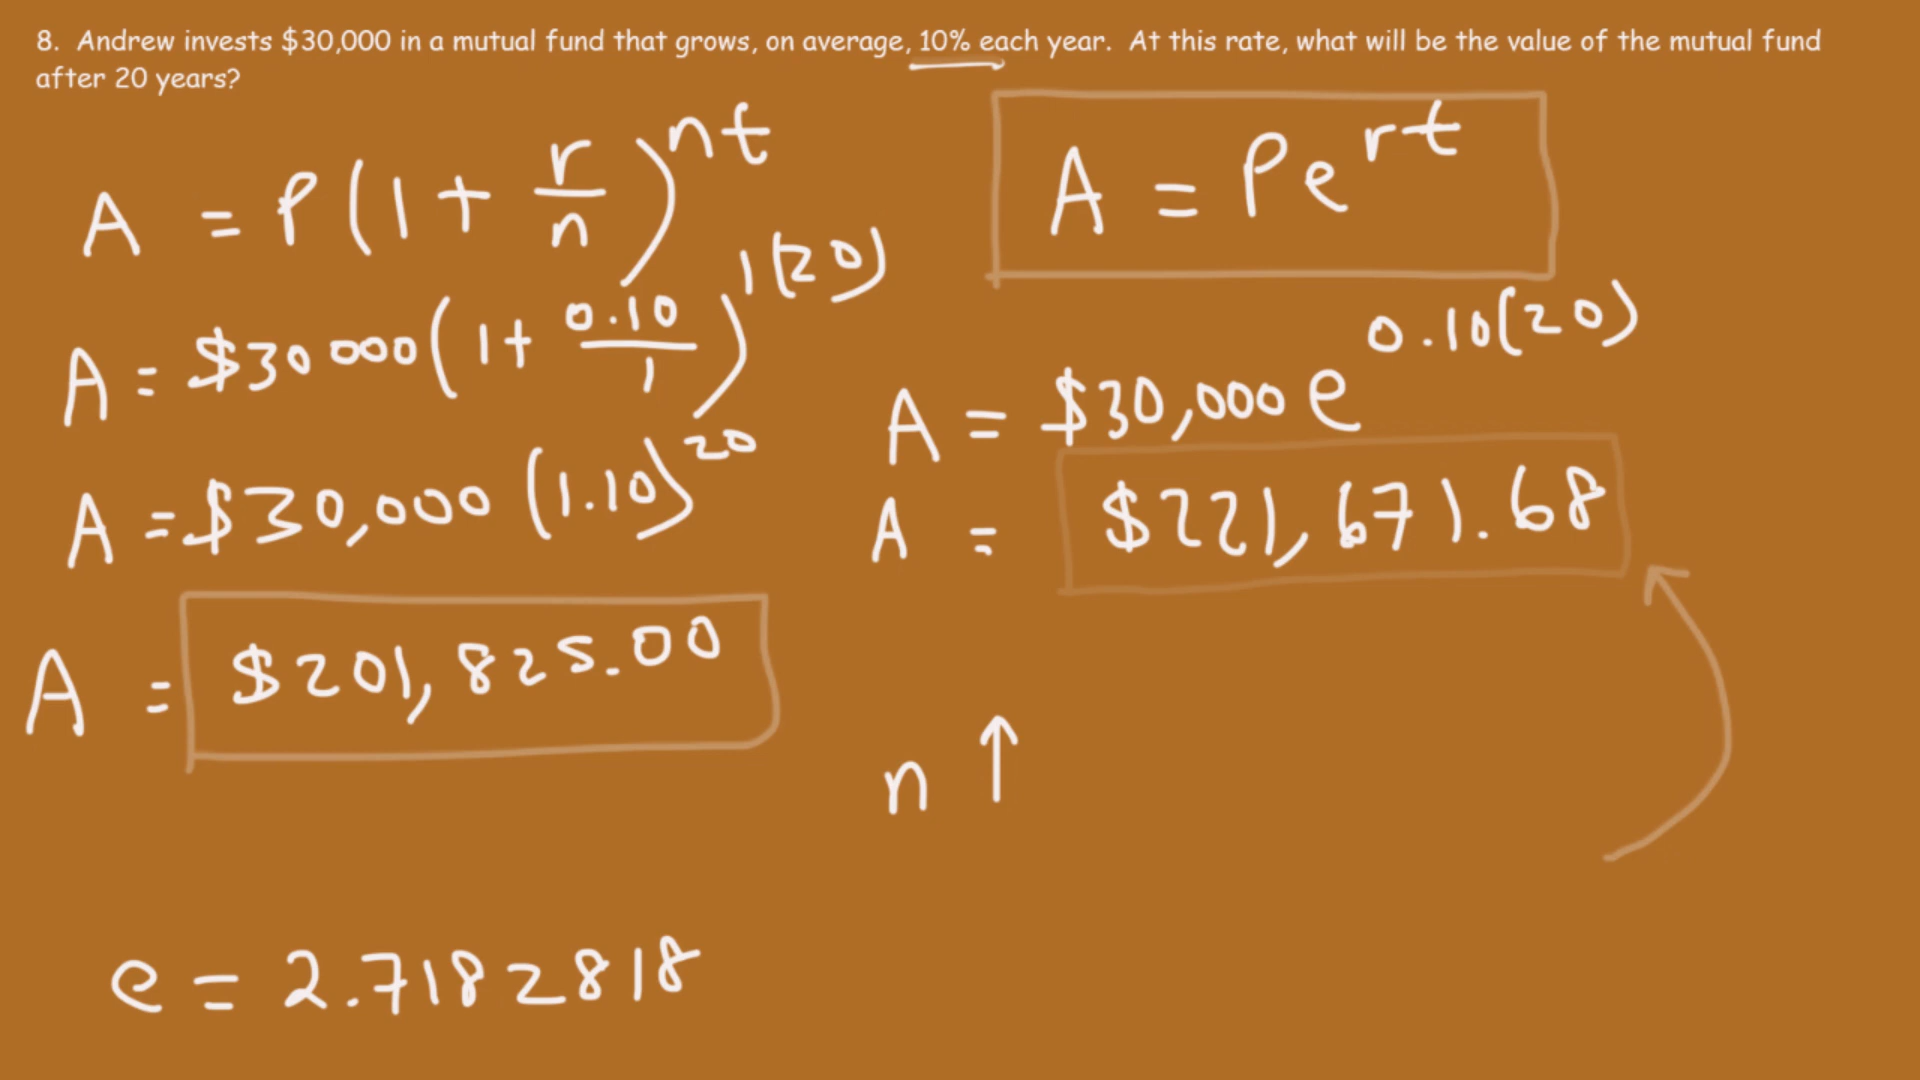 8. Andrew invests $30,000 in a mutual fund that grows, on average, 10% each year. At this rate, what will be the value of the mutual fund
after 20 years?
A = P(1 + r/n)^nt
A = $30 000(1+ 0.10/1)^1(20)
A = $30,000 (1.10)^20
A = $201,825.00
A = Pe^rt
A = $30,000 e^0.10(20)
A = $221,671.68
n ↑
e = 2.7182818